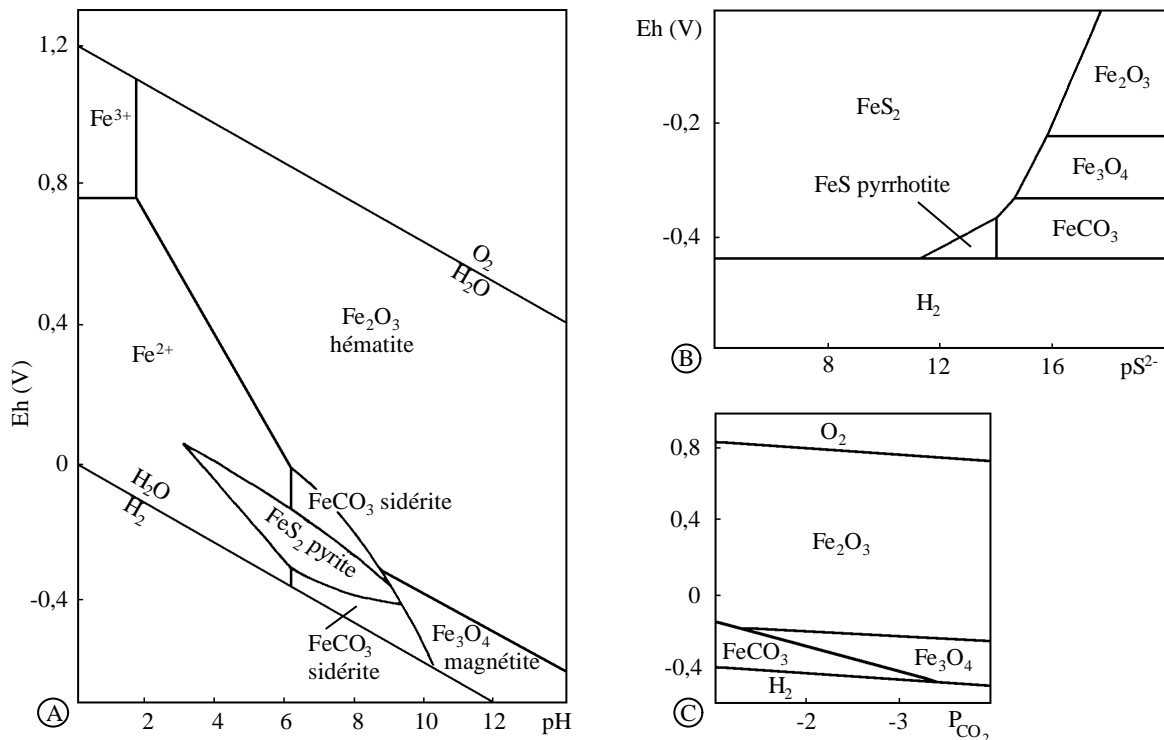 1,2
0,8
0,4
0
-0,4
Eh (V)
Fe³⁺
Fe²⁺
O₂
H₂O
Fe₂O₃
hématite
H₂O
H₂
FeCO₃ sidérite
FeS₂ pyrite
FeCO₃
sidérite
Fe₃O₄
magnétite
A
2 4 6 8 10 12 pH
Eh (V)
-0,2
-0,4
FeS₂
Fe₂O₃
Fe₃O₄
FeS pyrrhotite
FeCO₃
H₂
B
8 12 16 pS²⁻
0,8
0,4
0
-0,4
O₂
Fe₂O₃
FeCO₃
Fe₃O₄
H₂
C
-2 -3 P_CO₂